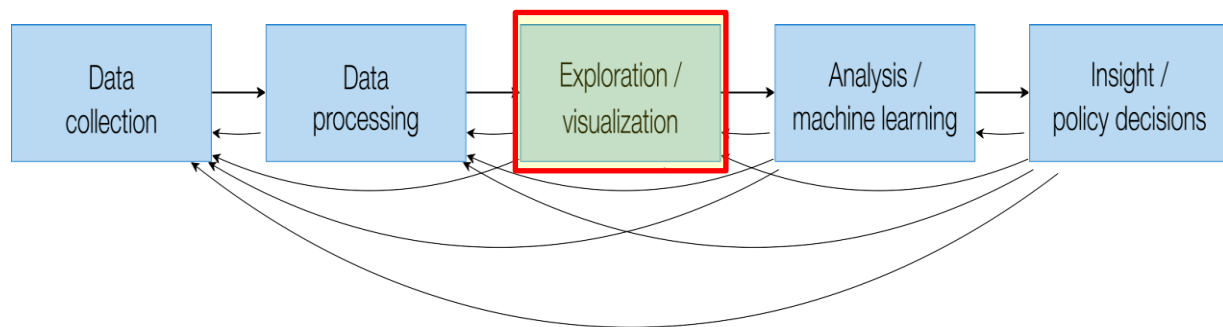 Data
collection
Data
processing
Exploration /
visualization
Analysis /
machine learning
Insight /
policy decisions